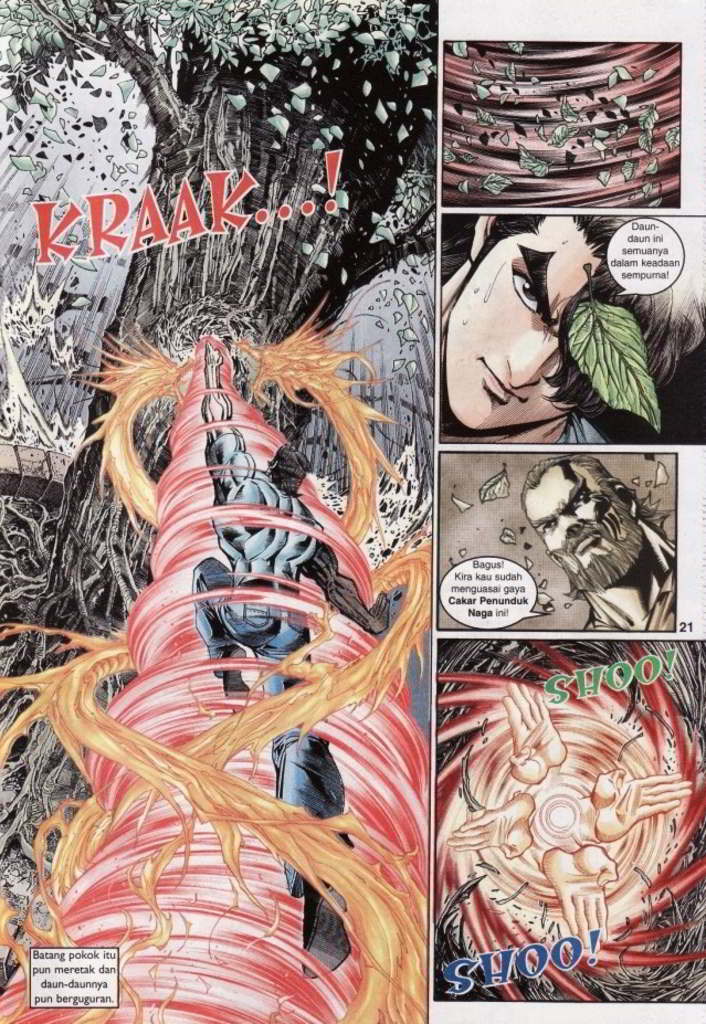 KRAAK...!
Batang pokok itu
pun meretak dan
daun-daunnya
pun berguguran.
Daun-
daun ini
semuanya
dalam keadaan
sempurna!
Bagus!
Kira kau sudah
menguasai gaya
Cakar Penunduk
Naga ini!
21
SHOO!
SHOO!